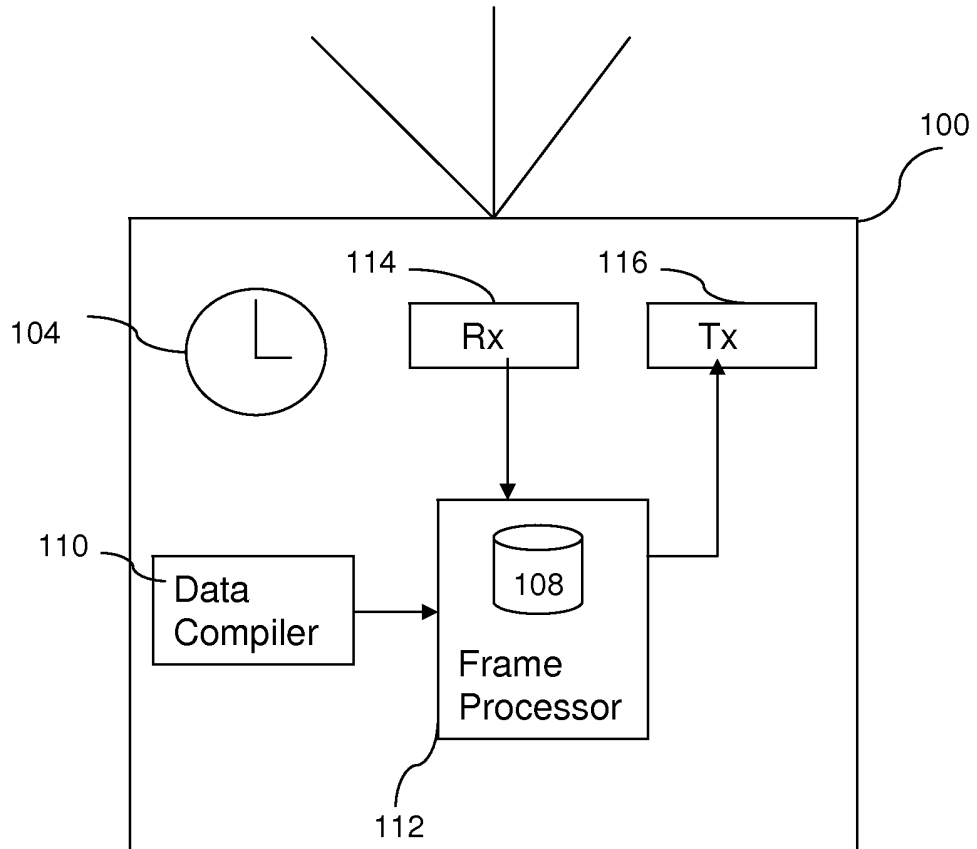 100
114
116
104
Rx
Tx
110
Data
Compiler
108
Frame
Processor
112